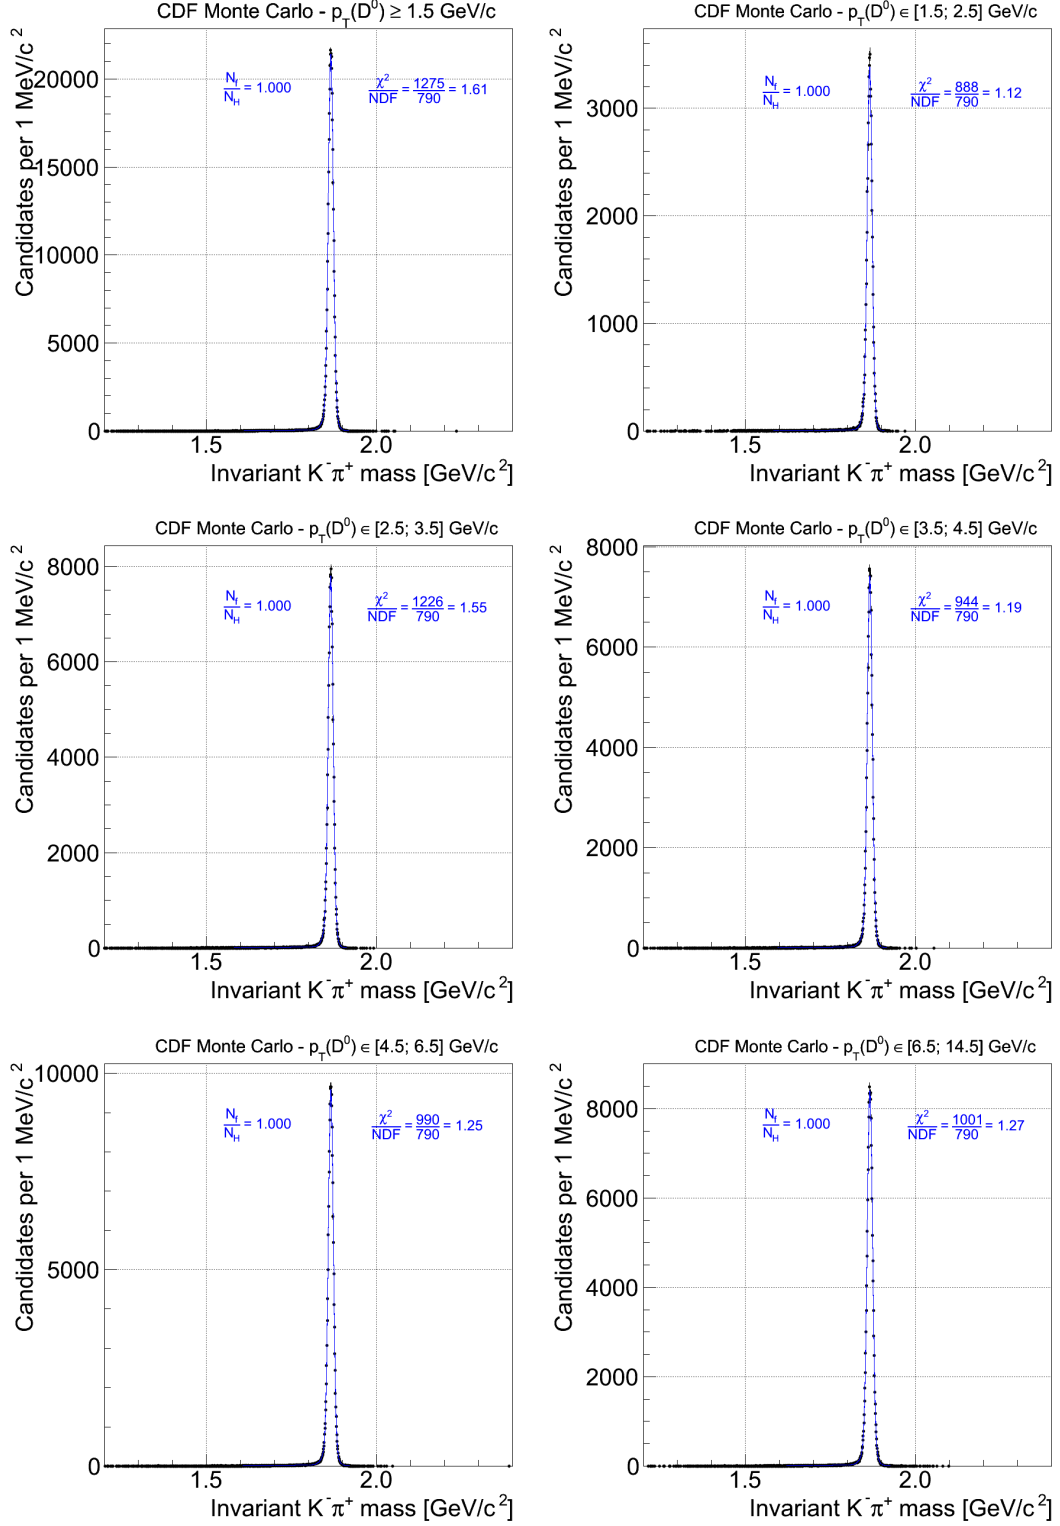 CDF Monte Carlo - p_T(D⁰) ≥ 1.5 GeV/c
Candidates per 1 MeV/c²
20000
15000
10000
5000
0
N_f/N_H = 1.000
χ²/NDF = 1275/790 = 1.61
1.5 2.0
Invariant K⁻π⁺ mass [GeV/c²]
CDF Monte Carlo - p_T(D⁰) ∈ [1.5; 2.5] GeV/c
Candidates per 1 MeV/c²
3000
2000
1000
0
N_f/N_H = 1.000
χ²/NDF = 888/790 = 1.12
1.5 2.0
Invariant K⁻π⁺ mass [GeV/c²]
CDF Monte Carlo - p_T(D⁰) ∈ [2.5; 3.5] GeV/c
Candidates per 1 MeV/c²
8000
6000
4000
2000
0
N_f/N_H = 1.000
χ²/NDF = 1226/790 = 1.55
1.5 2.0
Invariant K⁻π⁺ mass [GeV/c²]
CDF Monte Carlo - p_T(D⁰) ∈ [3.5; 4.5] GeV/c
Candidates per 1 MeV/c²
8000
6000
4000
2000
0
N_f/N_H = 1.000
χ²/NDF = 944/790 = 1.19
1.5 2.0
Invariant K⁻π⁺ mass [GeV/c²]
CDF Monte Carlo - p_T(D⁰) ∈ [4.5; 6.5] GeV/c
Candidates per 1 MeV/c²
10000
5000
0
N_f/N_H = 1.000
χ²/NDF = 990/790 = 1.25
1.5 2.0
Invariant K⁻π⁺ mass [GeV/c²]
CDF Monte Carlo - p_T(D⁰) ∈ [6.5; 14.5] GeV/c
Candidates per 1 MeV/c²
8000
6000
4000
2000
0
N_f/N_H = 1.000
χ²/NDF = 1001/790 = 1.27
1.5 2.0
Invariant K⁻π⁺ mass [GeV/c²]